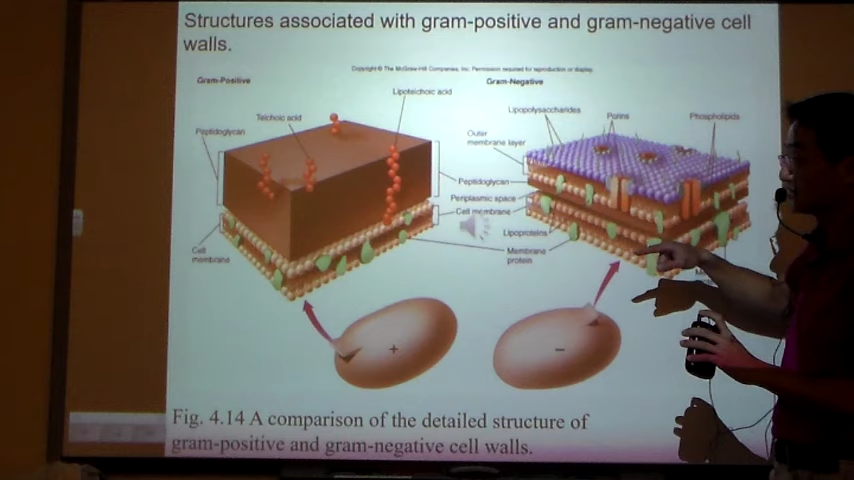 Structures associated with gram-positive and gram-negative cell
walls.
Copyright © The McGraw-Hill Companies, Inc. Permission required for reproduction or display.
Gram-Positive
Gram-Negative
Lipoteichoic acid
Teichoic acid
Peptidoglycan
Cell
membrane
Lipopolysaccharides
Porins
Phospholipids
Outer
membrane layer
Peptidoglycan
Periplasmic space
Cell membrane
Lipoproteins
Membrane
protein
+
−
Fig. 4.14 A comparison of the detailed structure of
gram-positive and gram-negative cell walls.